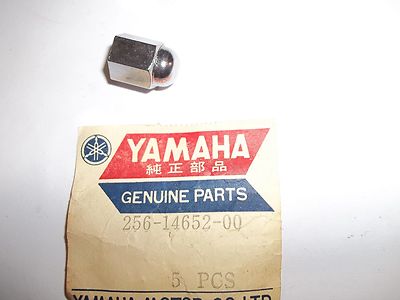 YAMAHA
純正部品
GENUINE PARTS
256-14652-00
5 PCS
YAMAHA MOTOR CO.LTD